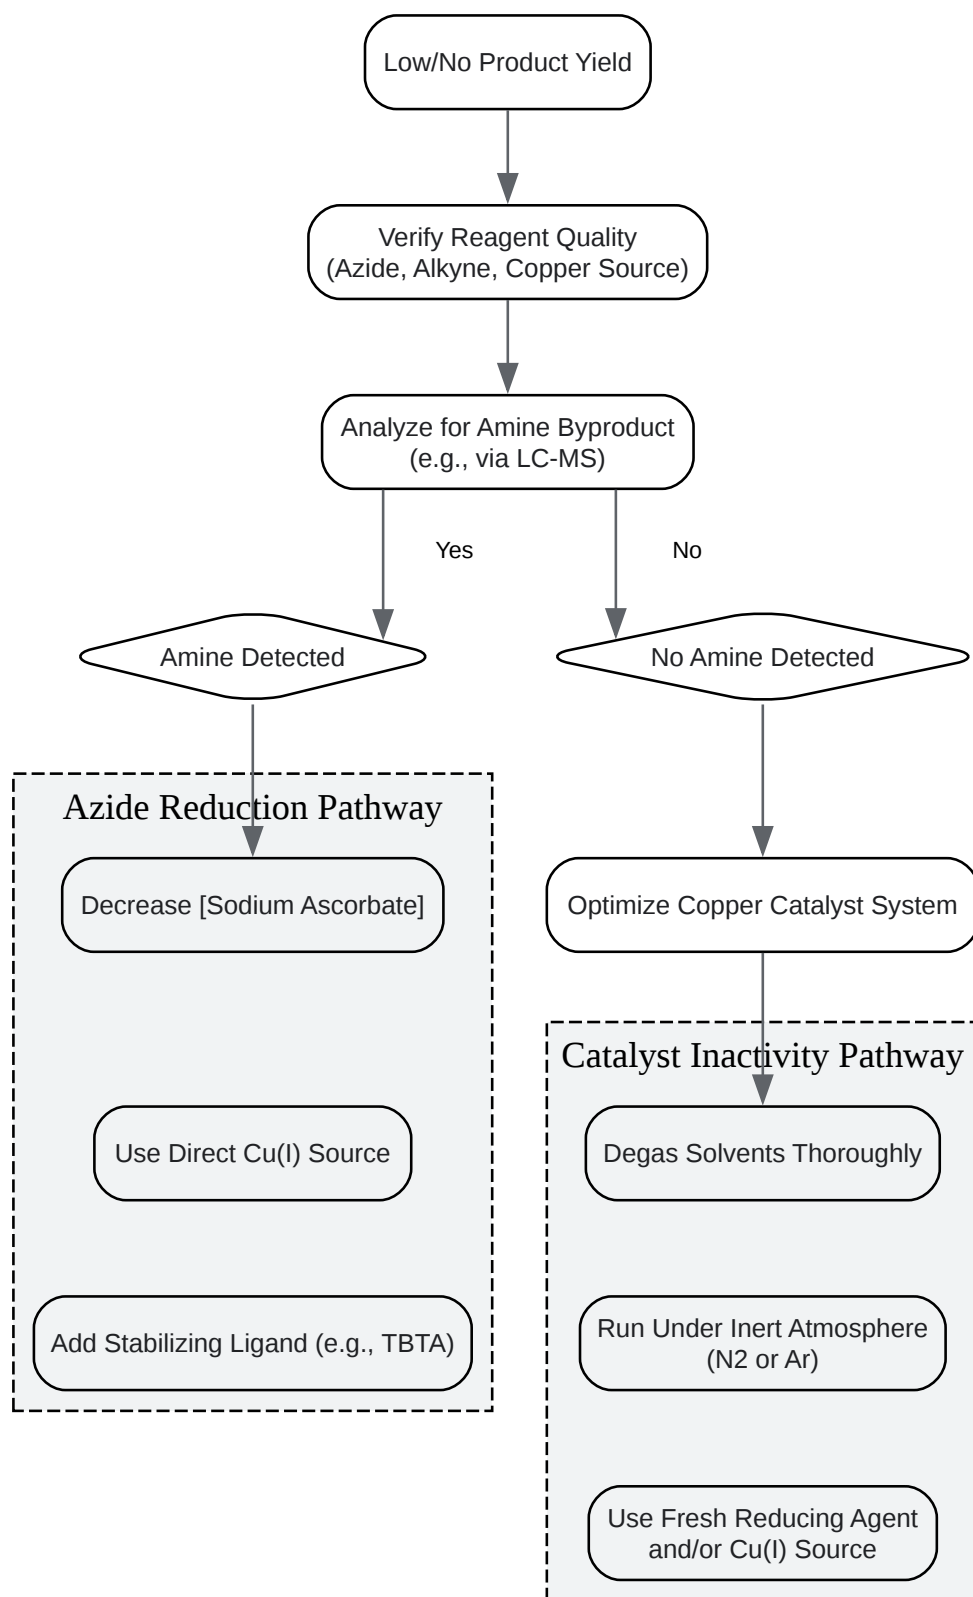 Low/No Product Yield
Verify Reagent Quality
(Azide, Alkyne, Copper Source)
Analyze for Amine Byproduct
(e.g., via LC-MS)
Yes
No
Amine Detected
No Amine Detected
Azide Reduction Pathway
Decrease [Sodium Ascorbate]
Optimize Copper Catalyst System
Catalyst Inactivity Pathway
Use Direct Cu(I) Source
Degas Solvents Thoroughly
Add Stabilizing Ligand (e.g., TBTA)
Run Under Inert Atmosphere
(N2 or Ar)
Use Fresh Reducing Agent
and/or Cu(I) Source